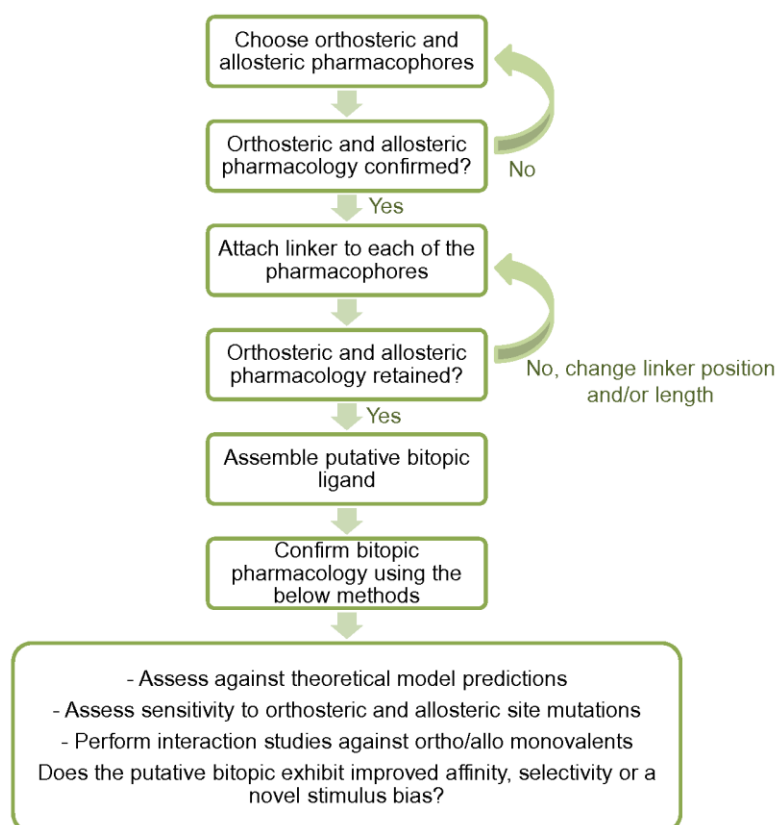 Choose orthosteric and
allosteric pharmacophores
Orthosteric and allosteric
pharmacology confirmed?
No
Yes
Attach linker to each of the
pharmacophores
Orthosteric and allosteric
pharmacology retained?
No, change linker position
and/or length
Yes
Assemble putative bitopic
ligand
Confirm bitopic
pharmacology using the
below methods
- Assess against theoretical model predictions
- Assess sensitivity to orthosteric and allosteric site mutations
- Perform interaction studies against ortho/allo monovalents
Does the putative bitopic exhibit improved affinity, selectivity or a
novel stimulus bias?